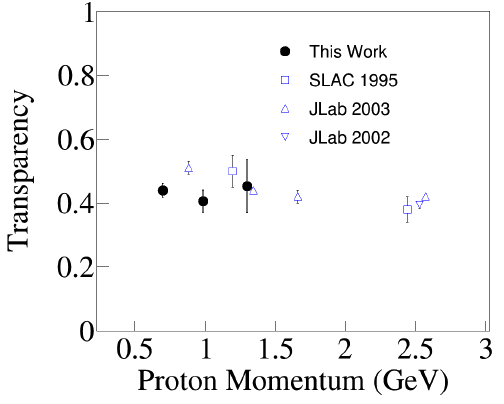 1
0.8
0.6
0.4
0.2
0
Transparency
This Work
SLAC 1995
JLab 2003
JLab 2002
0.5 1 1.5 2 2.5 3
Proton Momentum (GeV)